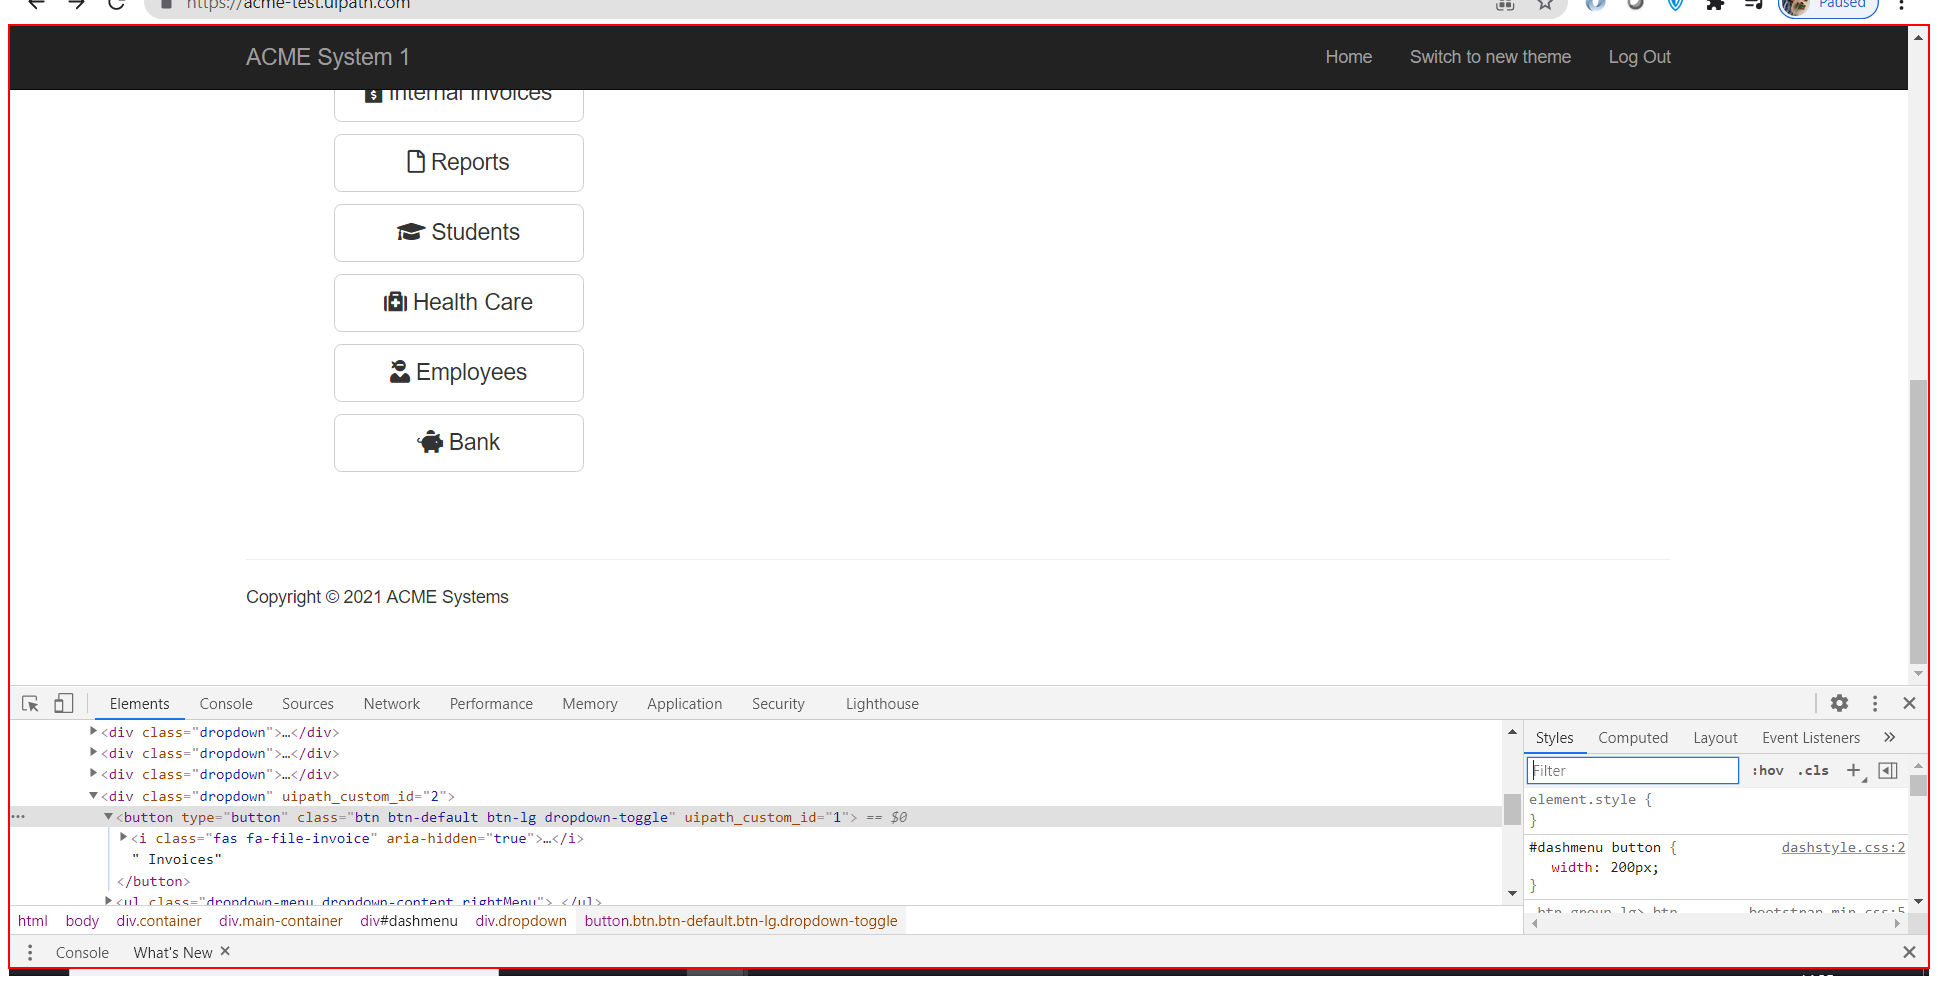 https://acme-test.uipath.com
Paused
ACME System 1
Home Switch to new theme Log Out
Internal Invoices
Reports
Students
Health Care
Employees
Bank
Copyright © 2021 ACME Systems
Elements Console Sources Network Performance Memory Application Security Lighthouse
<div class="dropdown">…</div>
<div class="dropdown">…</div>
<div class="dropdown">…</div>
<div class="dropdown" uipath_custom_id="2">
<button type="button" class="btn btn-default btn-lg dropdown-toggle" uipath_custom_id="1"> == $0
<i class="fas fa-file-invoice" aria-hidden="true">…</i>
" Invoices"
</button>
<ul class="dropdown-menu dropdown-content rightMenu">…</ul>
html body div.container div.main-container div#dashmenu div.dropdown button.btn.btn-default.btn-lg.dropdown-toggle
Styles Computed Layout Event Listeners »
Filter :hov .cls +
element.style {
}
#dashmenu button { dashstyle.css:2
width: 200px;
}
.btn-group-lg>.btn, bootstrap.min.css:5
Console What's New ×